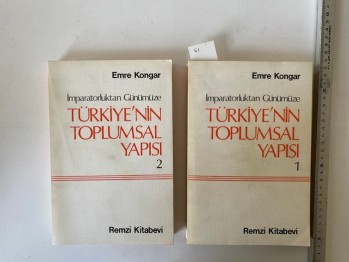 61
Emre Kongar
İmparatorluktan Günümüze
TÜRKİYE'NİN
TOPLUMSAL
YAPISI
2
Remzi Kitabevi
Emre Kongar
İmparatorluktan Günümüze
TÜRKİYE'NİN
TOPLUMSAL
YAPISI
1
Remzi Kitabevi